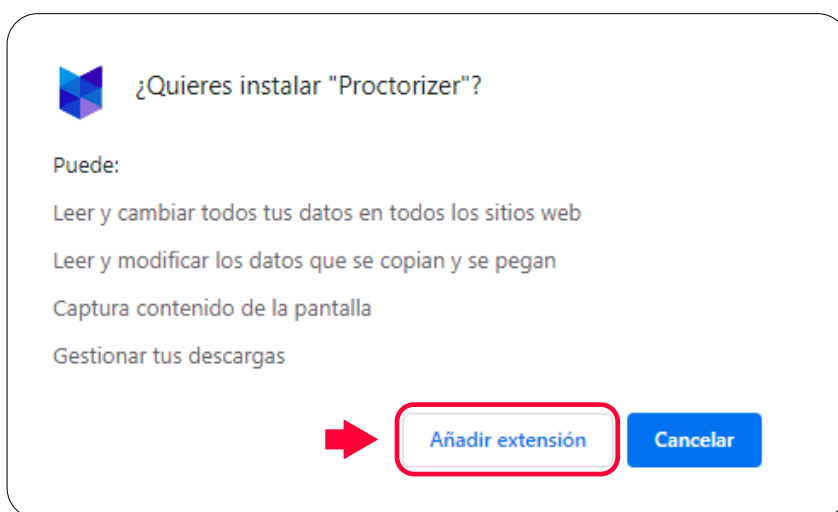 ¿Quieres instalar "Proctorizer"?
Puede:
Leer y cambiar todos tus datos en todos los sitios web
Leer y modificar los datos que se copian y se pegan
Captura contenido de la pantalla
Gestionar tus descargas
Añadir extensión
Cancelar